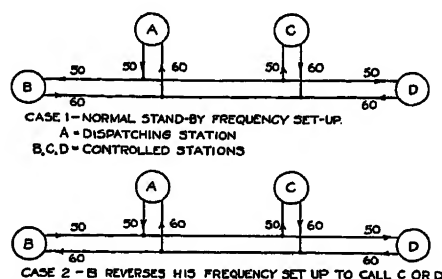 A C
50 60 50 60
50 50
B D
60 60
CASE 1-NORMAL STAND-BY FREQUENCY SET-UP.
A = DISPATCHING STATION
B,C,D = CONTROLLED STATIONS
A C
50 60 50 60
50 50
B D
60 60
CASE 2 - B REVERSES HIS FREQUENCY SET UP TO CALL C OR D